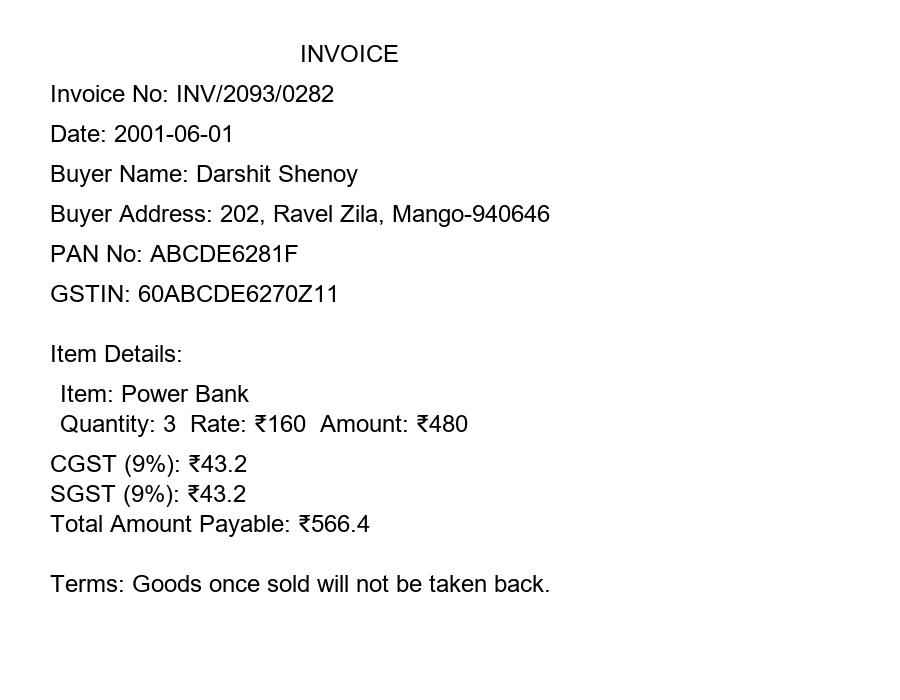 INVOICE
Invoice No: INV/2093/0282
Date: 2001-06-01
Buyer Name: Darshit Shenoy
Buyer Address: 202, Ravel Zila, Mango-940646
PAN No: ABCDE6281F
GSTIN: 60ABCDE6270Z11
Item Details:
Item: Power Bank
Quantity: 3  Rate: ₹160  Amount: ₹480
CGST (9%): ₹43.2
SGST (9%): ₹43.2
Total Amount Payable: ₹566.4
Terms: Goods once sold will not be taken back.